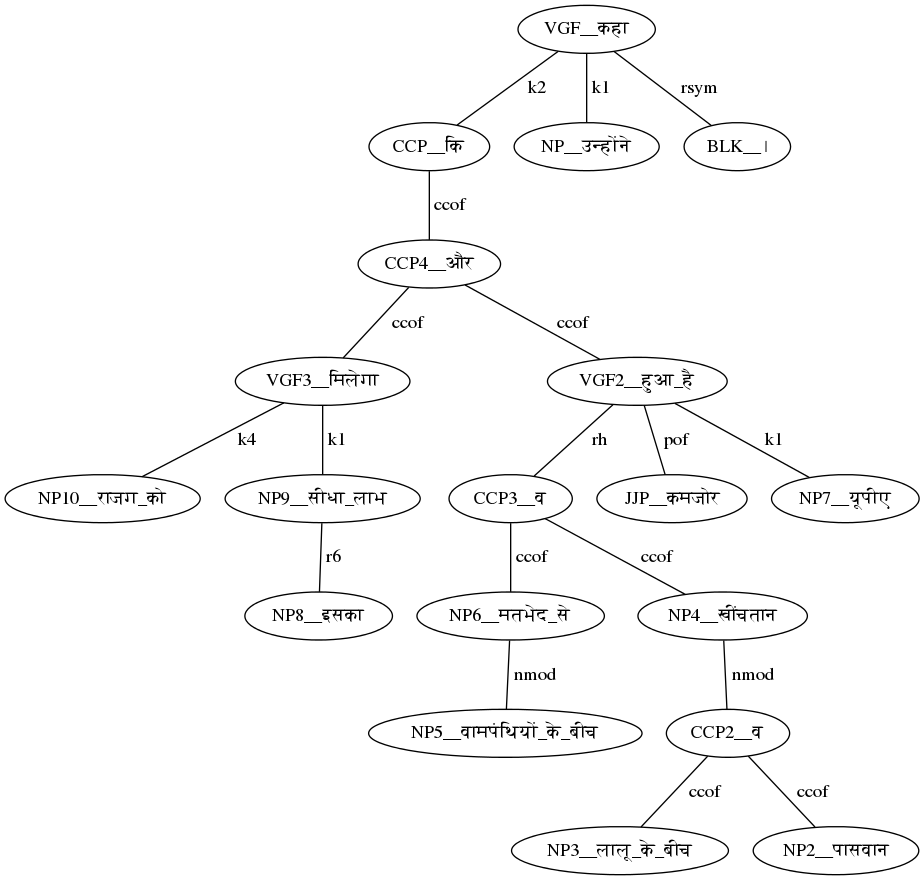 VGF__कहा
k2 k1 rsym
CCP__कि NP__उन्होंने BLK__।
ccof
CCP4__और
ccof ccof
VGF3__मिलेगा VGF2__हुआ_है
k4 k1 rh pof k1
NP10__राजग_को NP9__सीधा_लाभ CCP3__व JJP__कमजोर NP7__यूपीए
r6 ccof ccof
NP8__इसका NP6__मतभेद_से NP4__खींचतान
nmod nmod
NP5__वामपंथियों_के_बीच CCP2__व
ccof ccof
NP3__लालू_के_बीच NP2__पासवान